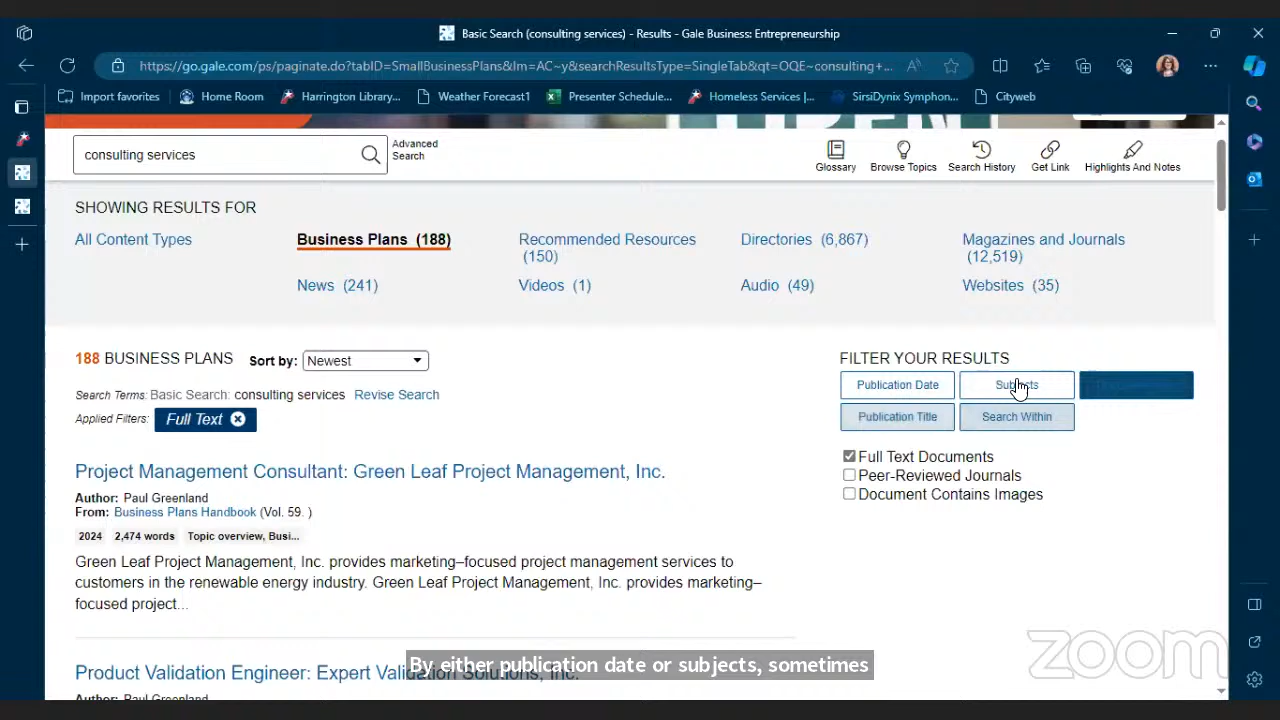 Basic Search (consulting services) - Results - Gale Business: Entrepreneurship
https://go.gale.com/ps/paginate.do?tabID=SmallBusinessPlans&lm=AC~y&searchResultsType=SingleTab&qt=OQE~consulting+...
Import favorites Home Room Harrington Library... Weather Forecast1 Presenter Schedule... Homeless Services |... SirsiDynix Symphon... Cityweb
consulting services
Advanced Search
Glossary Browse Topics Search History Get Link Highlights And Notes
SHOWING RESULTS FOR
All Content Types Business Plans (188) Recommended Resources (150) Directories (6,867) Magazines and Journals (12,519)
News (241) Videos (1) Audio (49) Websites (35)
188 BUSINESS PLANS Sort by: Newest
FILTER YOUR RESULTS
Publication Date Subjects
Publication Title Search Within
Search Terms: Basic Search: consulting services Revise Search
Applied Filters: Full Text
Full Text Documents
Peer-Reviewed Journals
Document Contains Images
Project Management Consultant: Green Leaf Project Management, Inc.
Author: Paul Greenland
From: Business Plans Handbook (Vol. 59. )
2024 2,474 words Topic overview, Busi...
Green Leaf Project Management, Inc. provides marketing–focused project management services to
customers in the renewable energy industry. Green Leaf Project Management, Inc. provides marketing–
focused project...
Product Validation Engineer: Expert Validation Solutions, Inc.
Author: Paul Greenland
By either publication date or subjects, sometimes
zoom